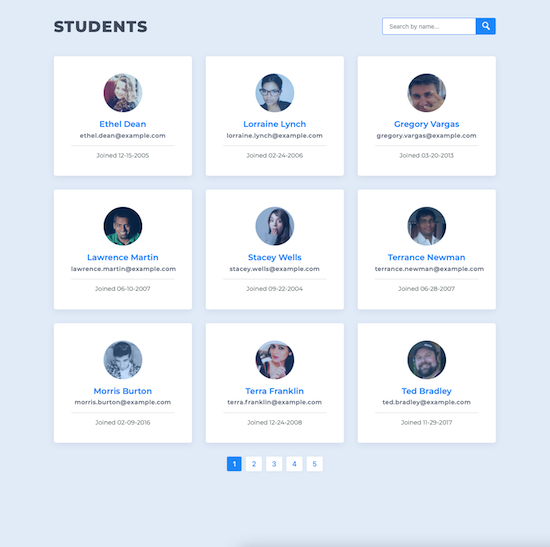 STUDENTS
Search by name...
Ethel Dean
ethel.dean@example.com
Joined 12-15-2005
Lorraine Lynch
lorraine.lynch@example.com
Joined 02-24-2006
Gregory Vargas
gregory.vargas@example.com
Joined 03-20-2013
Lawrence Martin
lawrence.martin@example.com
Joined 06-10-2007
Stacey Wells
stacey.wells@example.com
Joined 09-22-2004
Terrance Newman
terrance.newman@example.com
Joined 06-28-2007
Morris Burton
morris.burton@example.com
Joined 02-09-2016
Terra Franklin
terra.franklin@example.com
Joined 12-24-2008
Ted Bradley
ted.bradley@example.com
Joined 11-29-2017
1 2 3 4 5